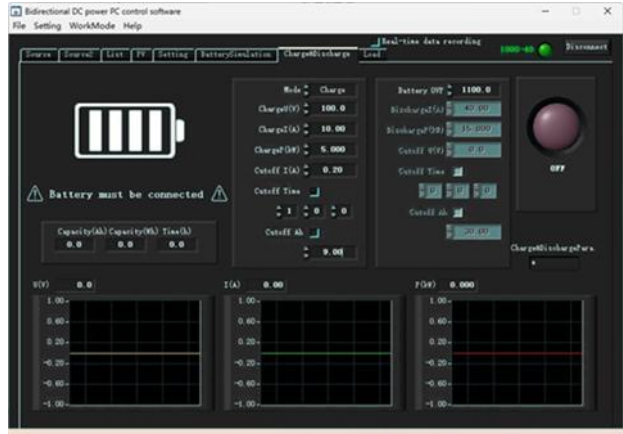 Bidirectional DC power PC control software
File Setting WorkMode Help
Real-time data recording
Source Source2 List PV Setting BatterySimulation Charge&Discharge Load
1000-40
Disconnect
Mode Charge
ChargeU(V) 100.0
ChargeI(A) 10.00
ChargeP(kW) 5.000
Cutoff I(A) 0.20
Cutoff Time
1 0 0
Cutoff Ah
9.00
Battery OVP 1100.0
DischargeI(A) 40.00
DischargeP(kW) 15.000
Cutoff U(V) 0.0
Cutoff Time
0 0 0
Cutoff Ah
OFF
Battery must be connected
Capacity(Ah) Capacity(Wh) Time(h)
0.0 0.0 0.0
Charge&DischargePara.
U(V) 0.0
1.00
0.60
0.20
-0.20
-0.60
-1.00
I(A) 0.00
1.00
0.60
0.20
-0.20
-0.60
-1.00
P(kW) 0.000
1.00
0.60
0.20
-0.20
-0.60
-1.00